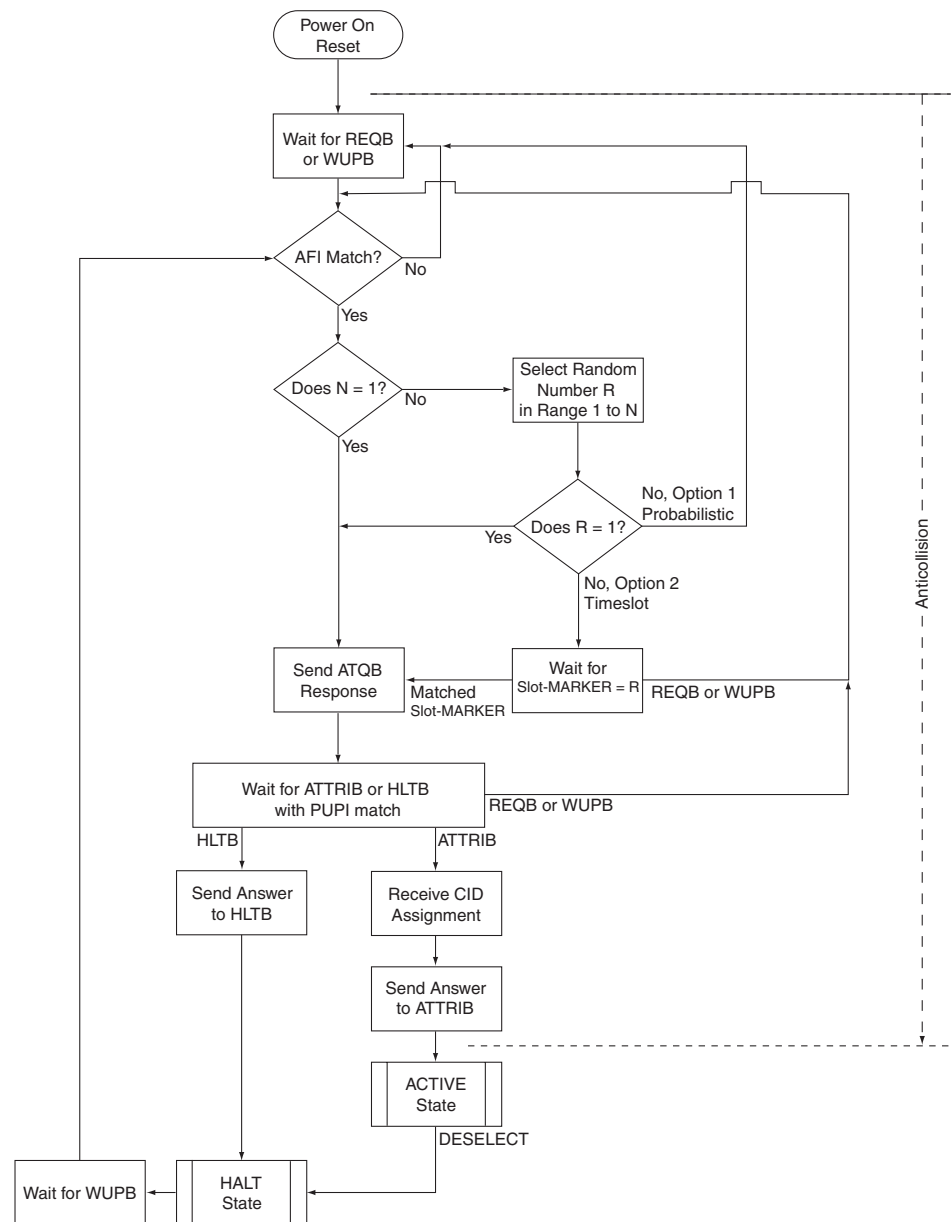 Power On
Reset
Wait for REQB
or WUPB
AFI Match?
No
Yes
Does N = 1?
No
Yes
Select Random
Number R
in Range 1 to N
No, Option 1
Probabilistic
Does R = 1?
Yes
No, Option 2
Timeslot
Anticollision
Send ATQB
Response
Matched
Slot-MARKER
Wait for
Slot-MARKER = R
REQB or WUPB
Wait for ATTRIB or HLTB
with PUPI match
REQB or WUPB
HLTB
ATTRIB
Send Answer
to HLTB
Receive CID
Assignment
Send Answer
to ATTRIB
ACTIVE
State
DESELECT
Wait for WUPB
HALT
State